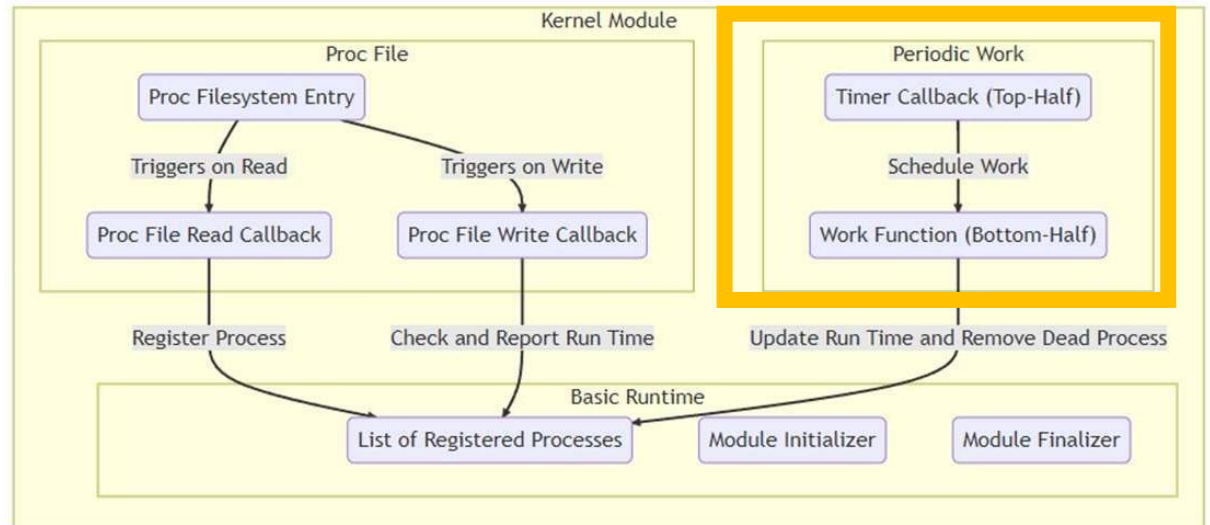 Kernel Module
Proc File
Periodic Work
Proc Filesystem Entry
Timer Callback (Top-Half)
Triggers on Read
Triggers on Write
Schedule Work
Proc File Read Callback
Proc File Write Callback
Work Function (Bottom-Half)
Register Process
Check and Report Run Time
Update Run Time and Remove Dead Process
Basic Runtime
List of Registered Processes
Module Initializer
Module Finalizer